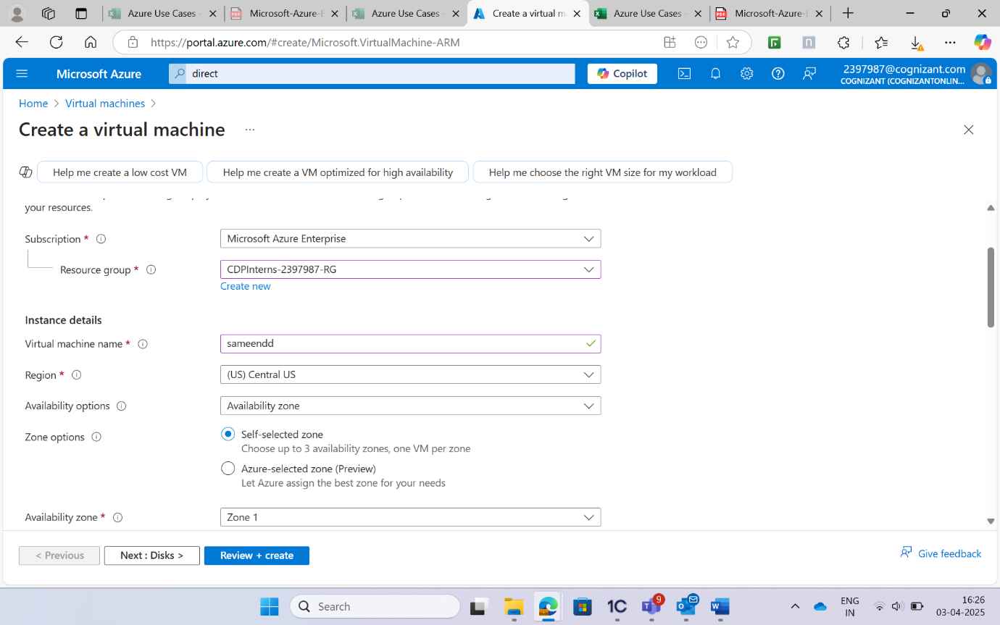 Azure Use Cases -
Microsoft-Azure-E
Azure Use Cases -
Create a virtual m
Azure Use Cases -
Microsoft-Azure-E
https://portal.azure.com/#create/Microsoft.VirtualMachine-ARM
Microsoft Azure
direct
Copilot
2397987@cognizant.com
COGNIZANT (COGNIZANTONLIN...
Home > Virtual machines >
Create a virtual machine ...
Help me create a low cost VM
Help me create a VM optimized for high availability
Help me choose the right VM size for my workload
your resources.
Subscription *
Microsoft Azure Enterprise
Resource group *
CDPInterns-2397987-RG
Create new
Instance details
Virtual machine name *
sameendd
Region *
(US) Central US
Availability options
Availability zone
Zone options
Self-selected zone
Choose up to 3 availability zones, one VM per zone
Azure-selected zone (Preview)
Let Azure assign the best zone for your needs
Availability zone *
Zone 1
< Previous
Next : Disks >
Review + create
Give feedback
Search
1C
9
ENG
IN
16:26
03-04-2025